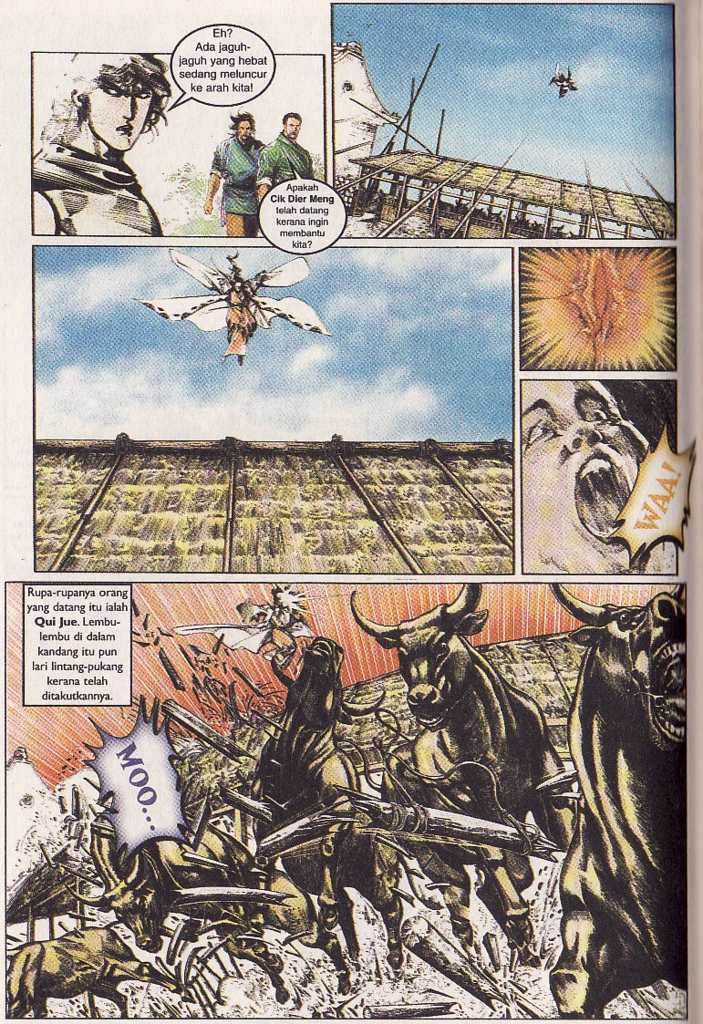 Eh?
Ada jaguh-
jaguh yang hebat
sedang meluncur
ke arah kita!
Apakah
Cik Dier Meng
telah datang
kerana ingin
membantu
kita?
WAA!
Rupa-rupanya orang
yang datang itu ialah
Qui Jue. Lembu-
lembu di dalam
kandang itu pun
lari lintang-pukang
kerana telah
ditakutkannya.
MOO...